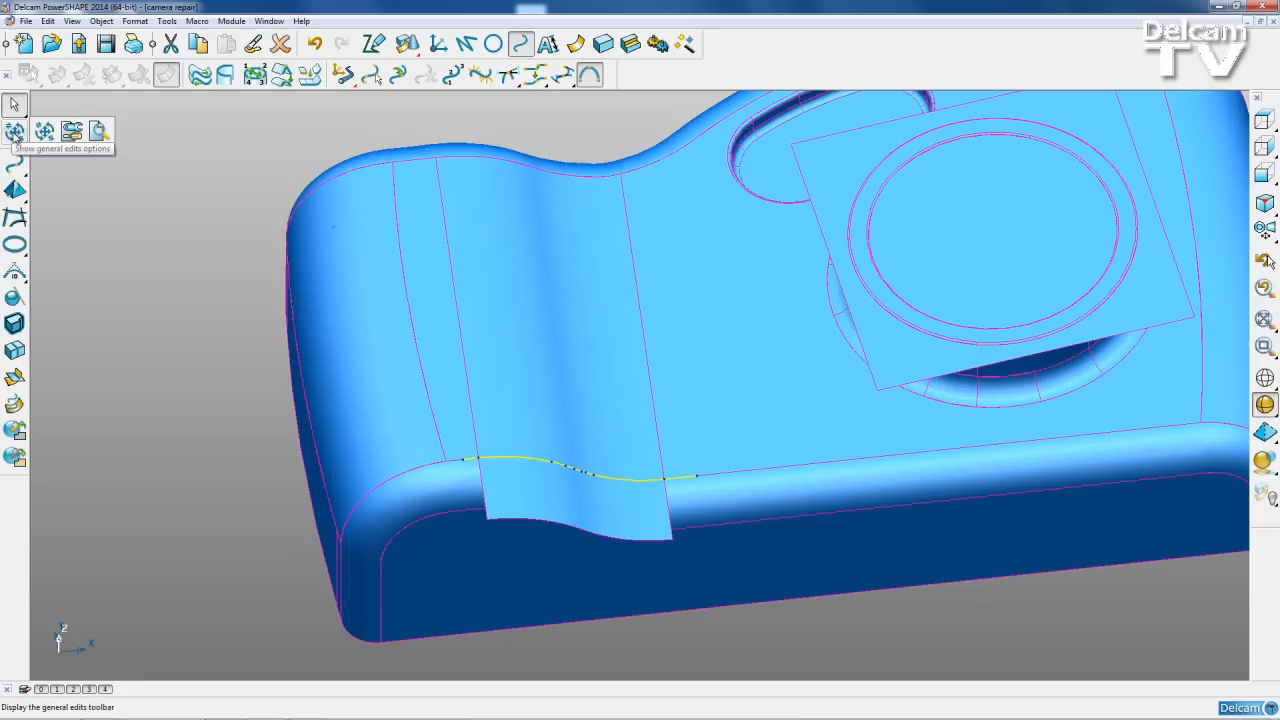 Delcam PowerSHAPE 2014 (64-bit) - [camera repair]
File Edit View Object Format Tools Macro Module Window Help
Delcam
TV
Show general edits options
Z
Y
X
0 1 2 3 4
Display the general edits toolbar
Delcam